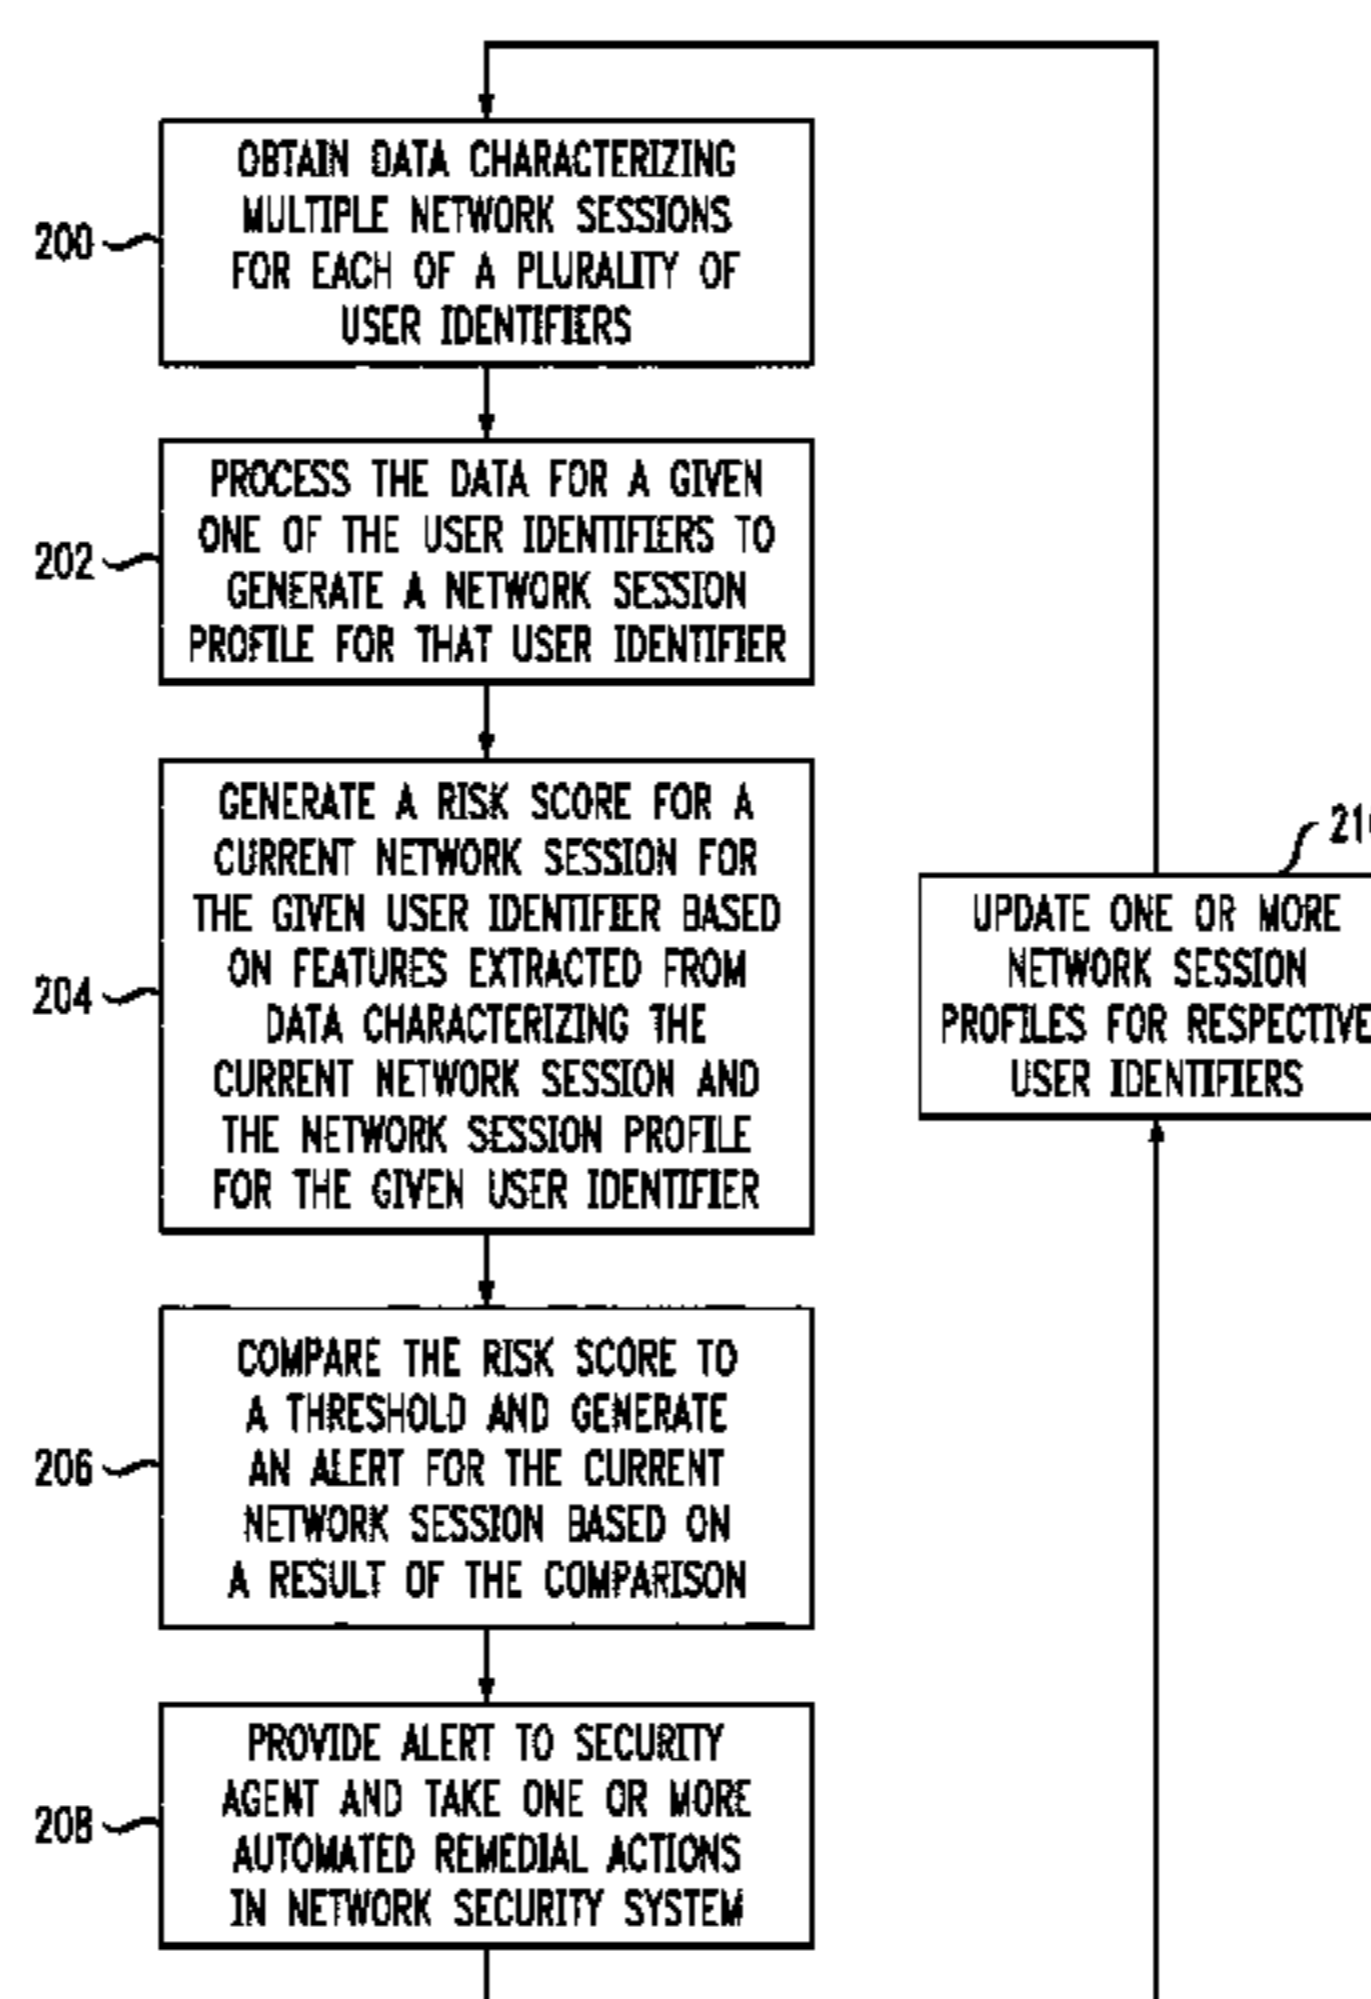 OBTAIN DATA CHARACTERIZING
MULTIPLE NETWORK SESSIONS
FOR EACH OF A PLURALITY OF
USER IDENTIFIERS
200
PROCESS THE DATA FOR A GIVEN
ONE OF THE USER IDENTIFIERS TO
GENERATE A NETWORK SESSION
PROFILE FOR THAT USER IDENTIFIER
202
GENERATE A RISK SCORE FOR A
CURRENT NETWORK SESSION FOR
THE GIVEN USER IDENTIFIER BASED
ON FEATURES EXTRACTED FROM
DATA CHARACTERIZING THE
CURRENT NETWORK SESSION AND
THE NETWORK SESSION PROFILE
FOR THE GIVEN USER IDENTIFIER
204
COMPARE THE RISK SCORE TO
A THRESHOLD AND GENERATE
AN ALERT FOR THE CURRENT
NETWORK SESSION BASED ON
A RESULT OF THE COMPARISON
206
PROVIDE ALERT TO SECURITY
AGENT AND TAKE ONE OR MORE
AUTOMATED REMEDIAL ACTIONS
IN NETWORK SECURITY SYSTEM
208
UPDATE ONE OR MORE
NETWORK SESSION
PROFILES FOR RESPECTIVE
USER IDENTIFIERS